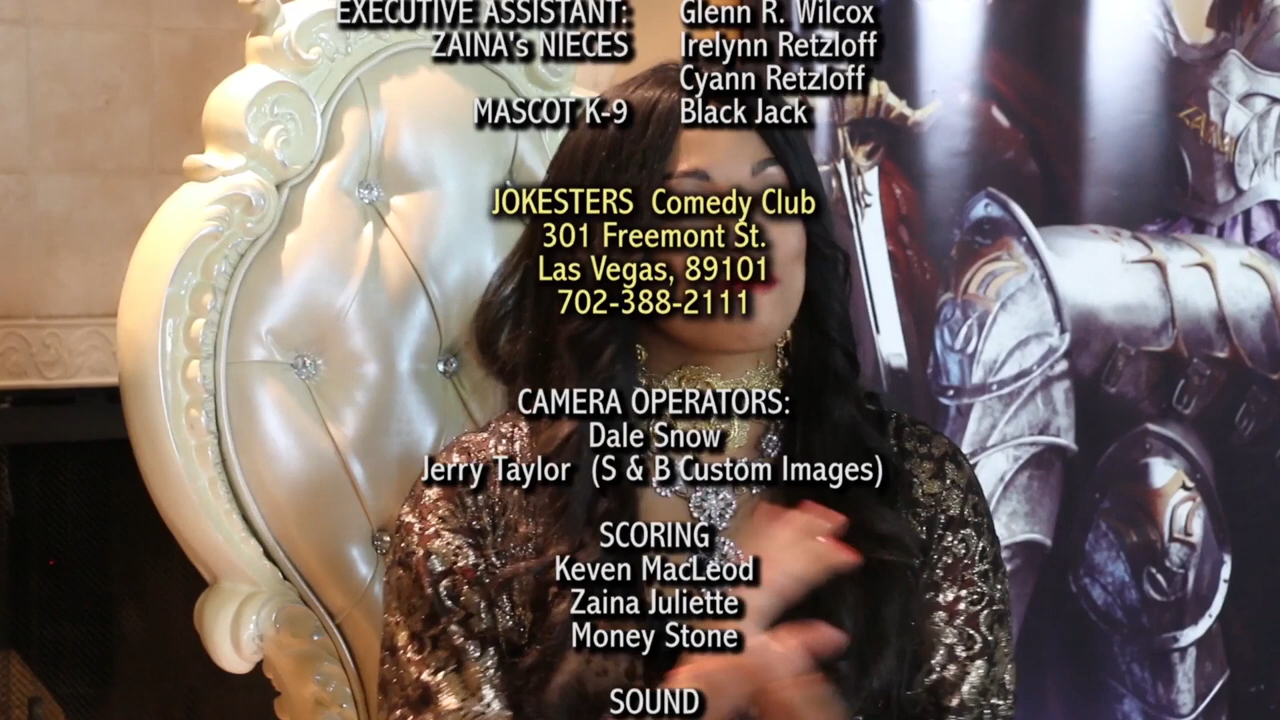 EXECUTIVE ASSISTANT: Glenn R. Wilcox
ZAINA's NIECES Irelynn Retzloff
Cyann Retzloff
MASCOT K-9 Black Jack
JOKESTERS Comedy Club
301 Freemont St.
Las Vegas, 89101
702-388-2111
CAMERA OPERATORS:
Dale Snow
Jerry Taylor (S & B Custom Images)
SCORING
Keven MacLeod
Zaina Juliette
Money Stone
SOUND